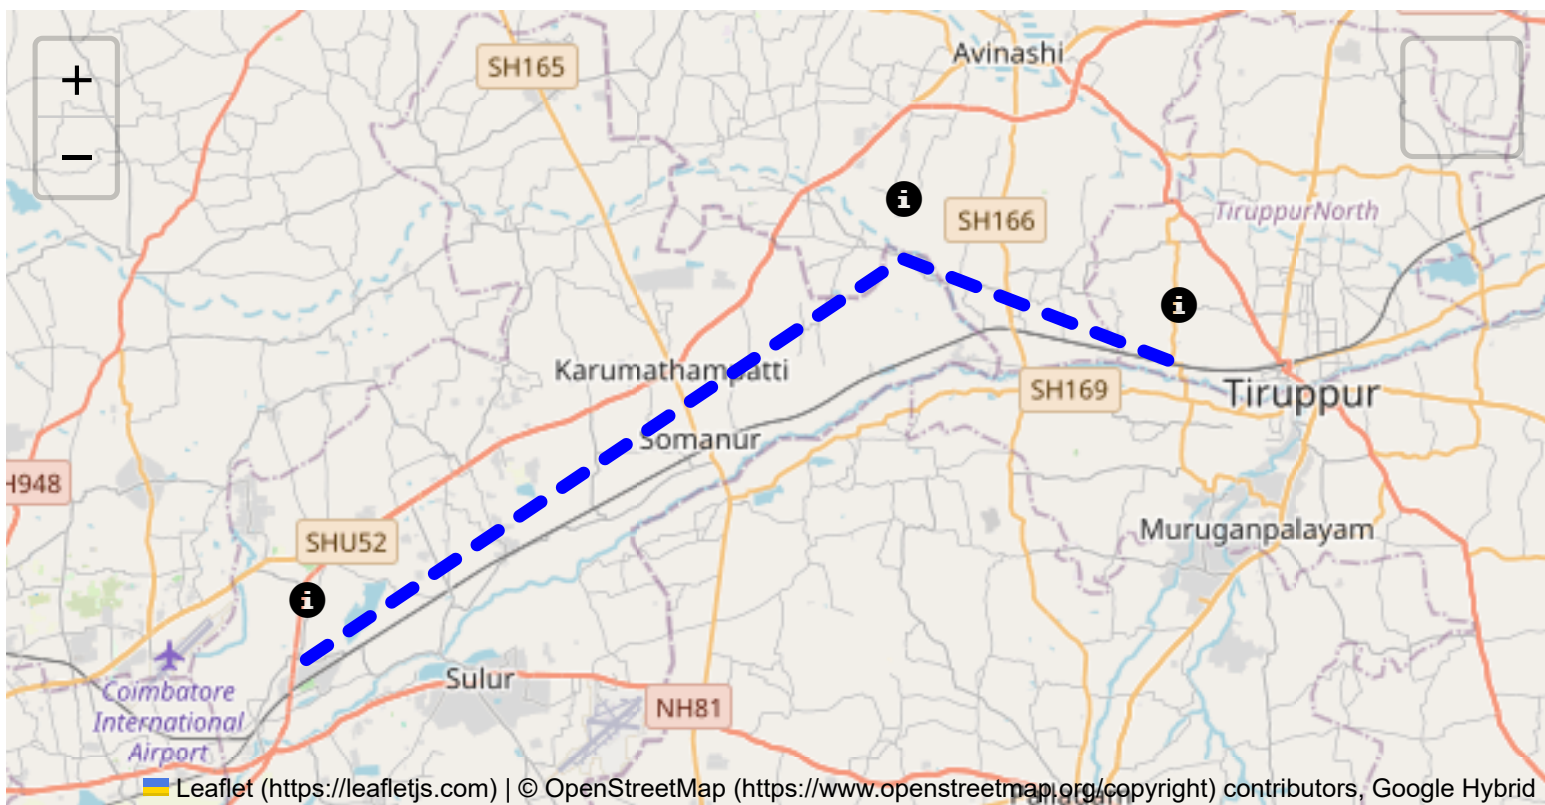 Avinashi
+
SH165
−
SH166
TiruppurNorth
Karumathampatti
SH169
Tiruppur
Somanur
H948
SHU52
Muruganpalayam
Sulur
Coimbatore
International
Airport
NH81
Leaflet (https://leafletjs.com) | © OpenStreetMap (https://www.openstreetmap.org/copyright) contributors, Google Hybrid